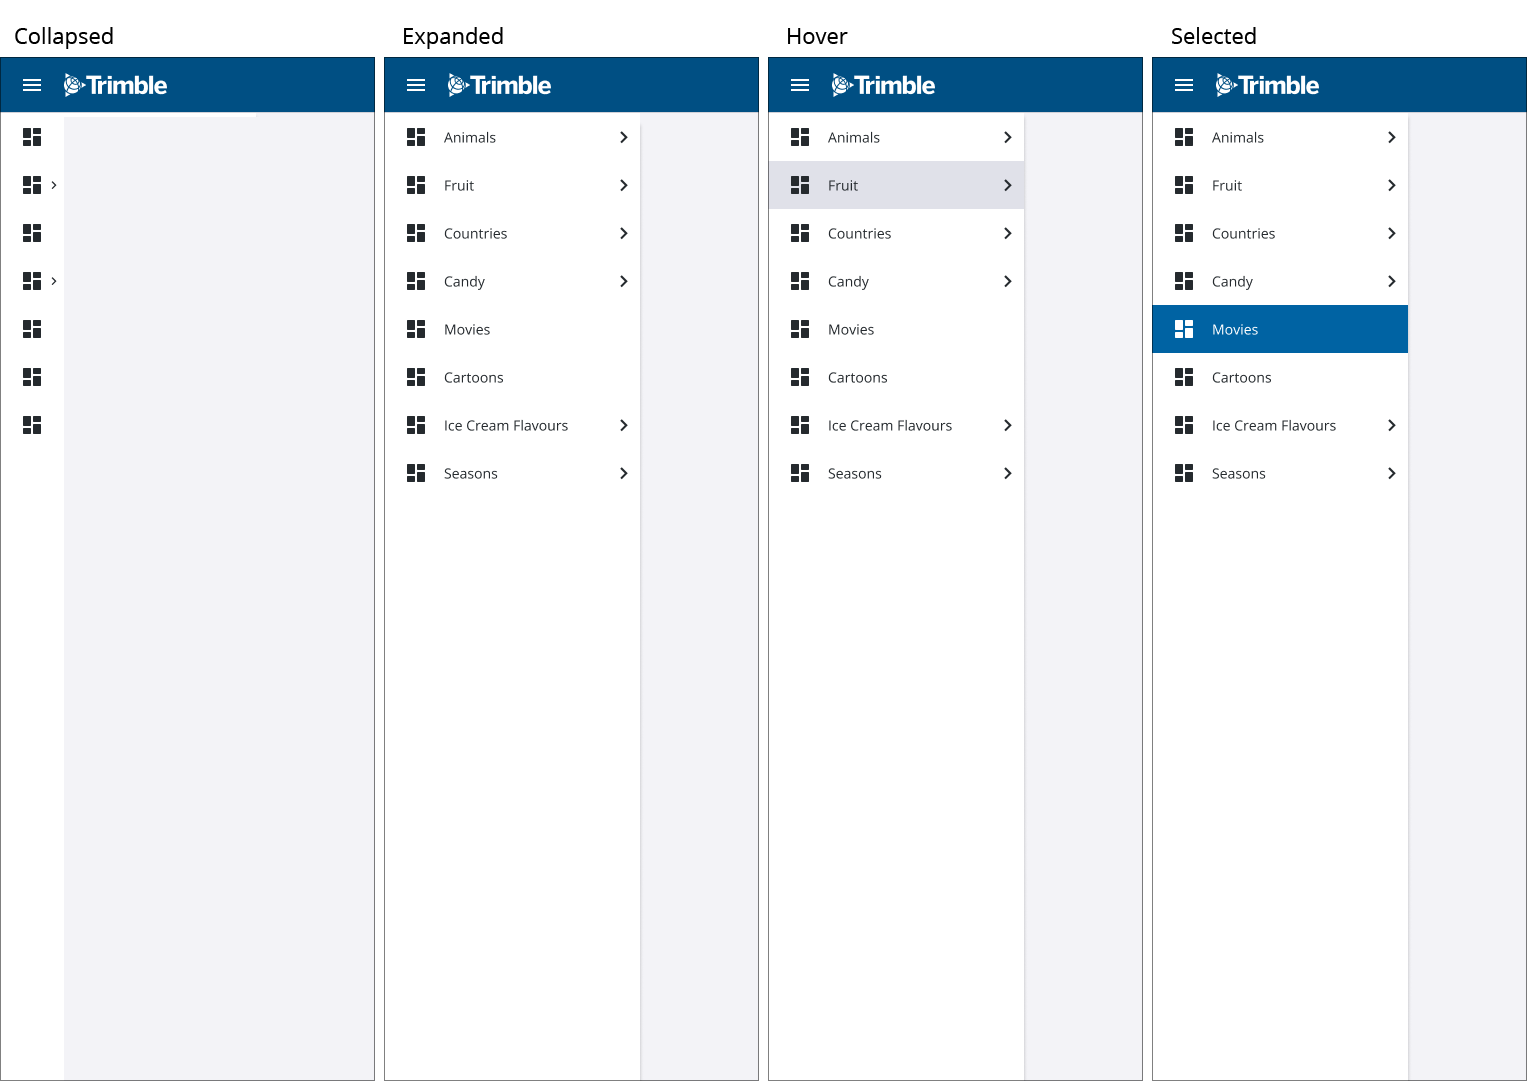 Collapsed
Trimble
Expanded
Trimble
Animals
Fruit
Countries
Candy
Movies
Cartoons
Ice Cream Flavours
Seasons
Hover
Trimble
Animals
Fruit
Countries
Candy
Movies
Cartoons
Ice Cream Flavours
Seasons
Selected
Trimble
Animals
Fruit
Countries
Candy
Movies
Cartoons
Ice Cream Flavours
Seasons